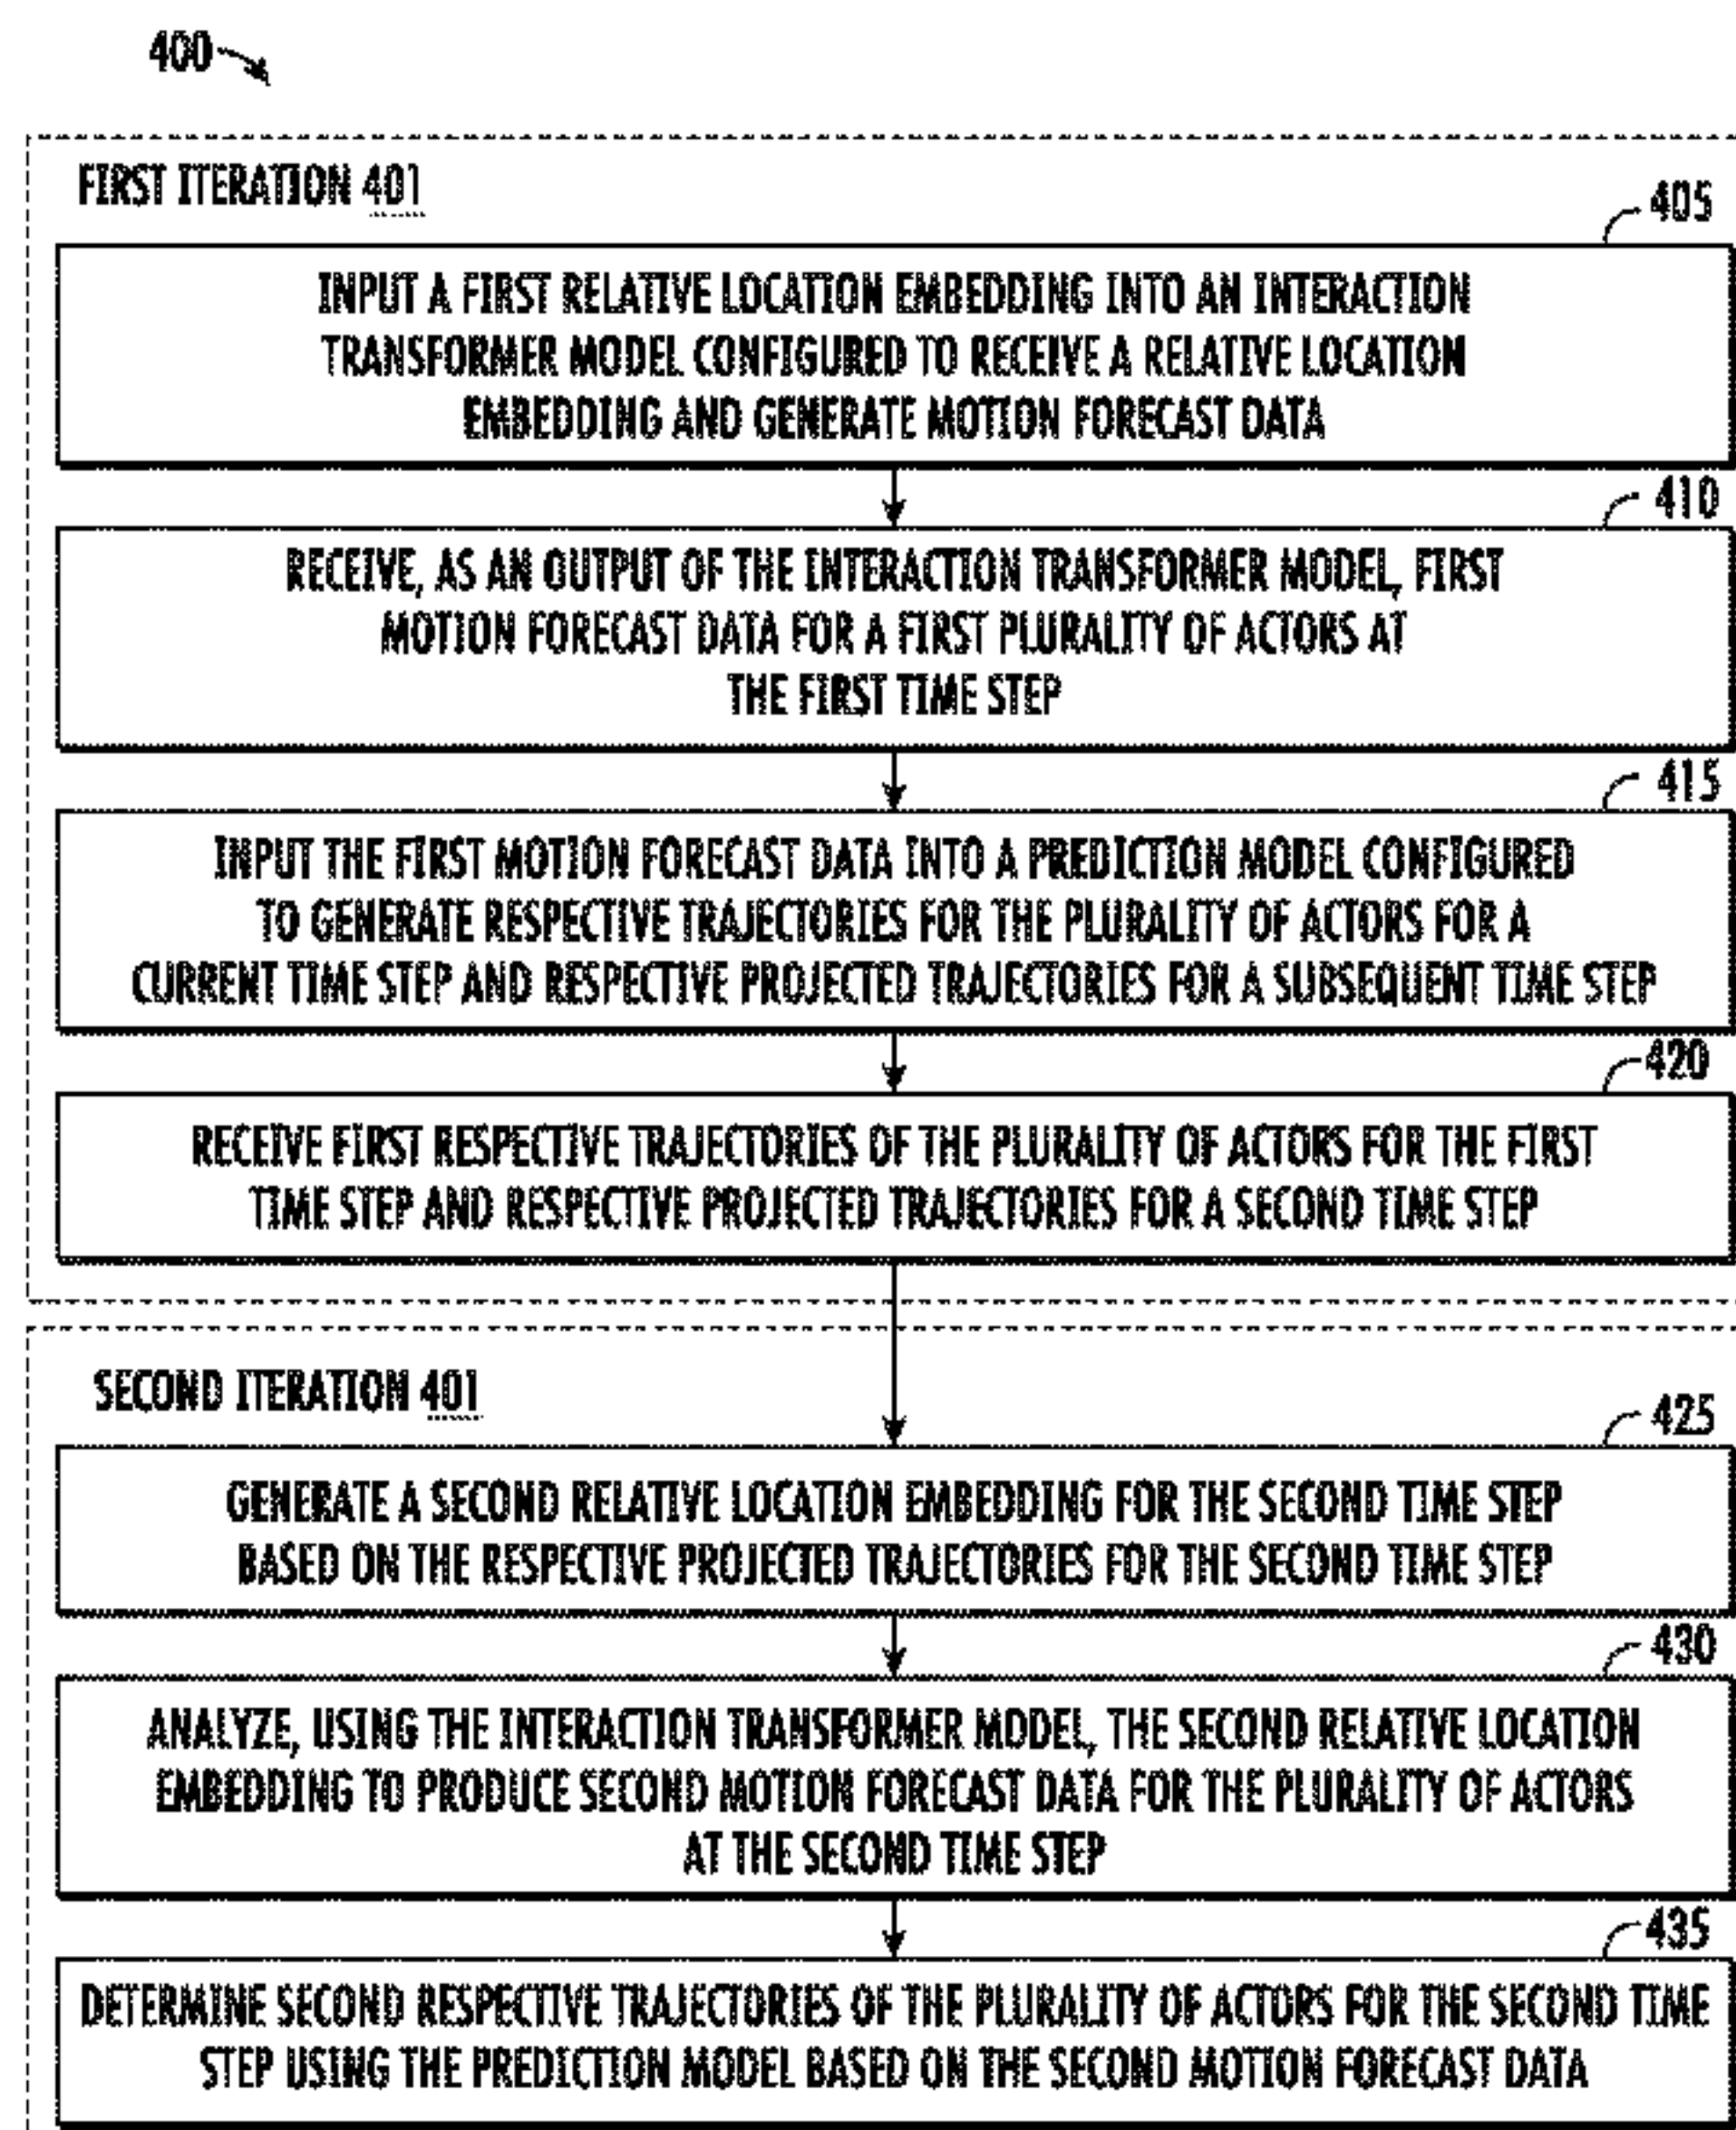 400
FIRST ITERATION 401
405
INPUT A FIRST RELATIVE LOCATION EMBEDDING INTO AN INTERACTION
TRANSFORMER MODEL CONFIGURED TO RECEIVE A RELATIVE LOCATION
EMBEDDING AND GENERATE MOTION FORECAST DATA
410
RECEIVE, AS AN OUTPUT OF THE INTERACTION TRANSFORMER MODEL, FIRST
MOTION FORECAST DATA FOR A FIRST PLURALITY OF ACTORS AT
THE FIRST TIME STEP
415
INPUT THE FIRST MOTION FORECAST DATA INTO A PREDICTION MODEL CONFIGURED
TO GENERATE RESPECTIVE TRAJECTORIES FOR THE PLURALITY OF ACTORS FOR A
CURRENT TIME STEP AND RESPECTIVE PROJECTED TRAJECTORIES FOR A SUBSEQUENT TIME STEP
420
RECEIVE FIRST RESPECTIVE TRAJECTORIES OF THE PLURALITY OF ACTORS FOR THE FIRST
TIME STEP AND RESPECTIVE PROJECTED TRAJECTORIES FOR A SECOND TIME STEP
SECOND ITERATION 401
425
GENERATE A SECOND RELATIVE LOCATION EMBEDDING FOR THE SECOND TIME STEP
BASED ON THE RESPECTIVE PROJECTED TRAJECTORIES FOR THE SECOND TIME STEP
430
ANALYZE, USING THE INTERACTION TRANSFORMER MODEL, THE SECOND RELATIVE LOCATION
EMBEDDING TO PRODUCE SECOND MOTION FORECAST DATA FOR THE PLURALITY OF ACTORS
AT THE SECOND TIME STEP
435
DETERMINE SECOND RESPECTIVE TRAJECTORIES OF THE PLURALITY OF ACTORS FOR THE SECOND TIME
STEP USING THE PREDICTION MODEL BASED ON THE SECOND MOTION FORECAST DATA